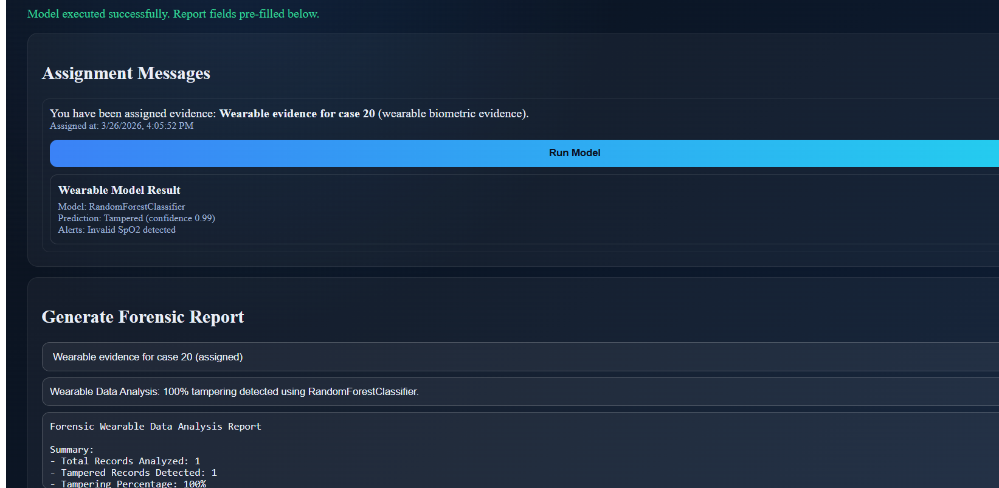 Model executed successfully. Report fields pre-filled below.
Assignment Messages
You have been assigned evidence: Wearable evidence for case 20 (wearable biometric evidence).
Assigned at: 3/26/2026, 4:05:52 PM
Run Model
Wearable Model Result
Model: RandomForestClassifier
Prediction: Tampered (confidence 0.99)
Alerts: Invalid SpO2 detected
Generate Forensic Report
Wearable evidence for case 20 (assigned)
Wearable Data Analysis: 100% tampering detected using RandomForestClassifier.
Forensic Wearable Data Analysis Report
Summary:
- Total Records Analyzed: 1
- Tampered Records Detected: 1
- Tampering Percentage: 100%